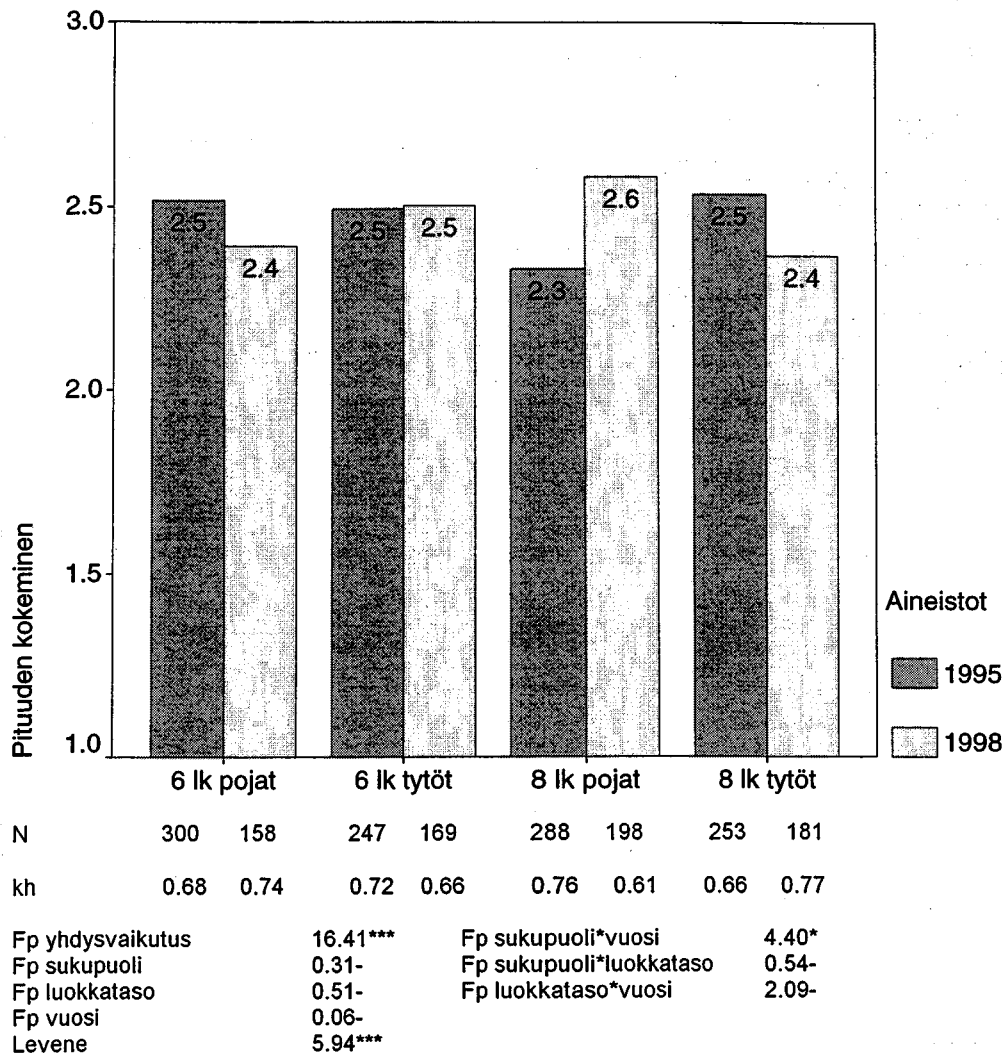 3.0
2.5
2.0
1.5
1.0
Pituuden kokeminen
2.5 2.4 2.5 2.5 2.3 2.6 2.5 2.4
Aineistot
1995
1998
6 lk pojat 6 lk tytöt 8 lk pojat 8 lk tytöt
N 300 158 247 169 288 198 253 181
kh 0.68 0.74 0.72 0.66 0.76 0.61 0.66 0.77
Fp yhdysvaikutus 16.41*** Fp sukupuoli*vuosi 4.40*
Fp sukupuoli 0.31- Fp sukupuoli*luokkataso 0.54-
Fp luokkataso 0.51- Fp luokkataso*vuosi 2.09-
Fp vuosi 0.06-
Levene 5.94***